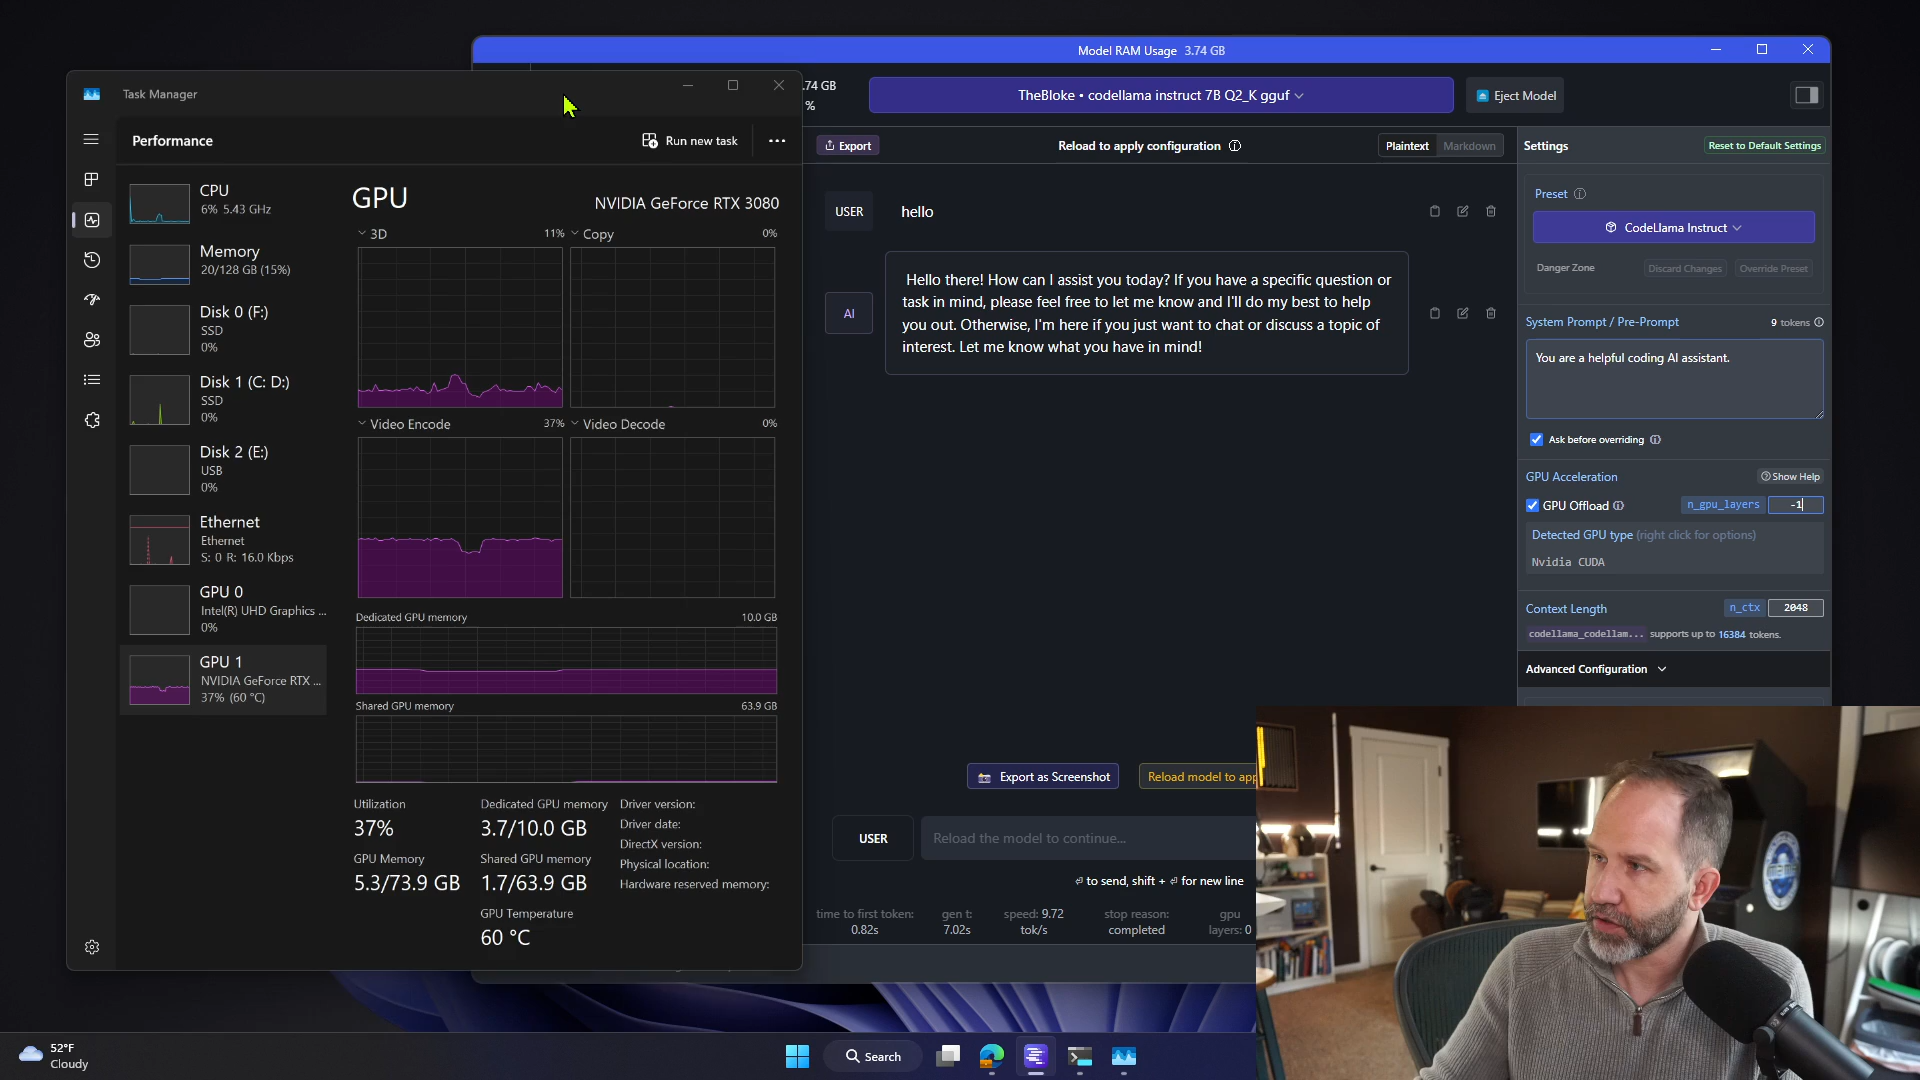 Model RAM Usage 3.74 GB
Task Manager
.74 GB
%
TheBloke • codellama instruct 7B Q2_K gguf
Eject Model
Performance
Run new task
Export
Reload to apply configuration
Plaintext
Markdown
Settings
Reset to Default Settings
CPU
6% 5.43 GHz
Memory
20/128 GB (15%)
Disk 0 (F:)
SSD
0%
Disk 1 (C: D:)
SSD
0%
Disk 2 (E:)
USB
0%
Ethernet
Ethernet
S: 0 R: 16.0 Kbps
GPU 0
Intel(R) UHD Graphics ...
0%
GPU 1
NVIDIA GeForce RTX ...
37% (60 °C)
GPU
NVIDIA GeForce RTX 3080
3D 11%
Copy 0%
Video Encode 37%
Video Decode 0%
Dedicated GPU memory 10.0 GB
Shared GPU memory 63.9 GB
Utilization
37%
Dedicated GPU memory
3.7/10.0 GB
GPU Memory
5.3/73.9 GB
Shared GPU memory
1.7/63.9 GB
GPU Temperature
60 °C
Driver version:
Driver date:
DirectX version:
Physical location:
Hardware reserved memory:
USER
hello
AI
Hello there! How can I assist you today? If you have a specific question or
task in mind, please feel free to let me know and I'll do my best to help
you out. Otherwise, I'm here if you just want to chat or discuss a topic of
interest. Let me know what you have in mind!
Export as Screenshot
Reload model to app
USER
Reload the model to continue...
to send, shift + for new line
time to first token:
0.82s
gen t:
7.02s
speed: 9.72
tok/s
stop reason:
completed
gpu
layers: 0
Preset
CodeLlama Instruct
Danger Zone
Discard Changes
Override Preset
System Prompt / Pre-Prompt
9 tokens
You are a helpful coding AI assistant.
Ask before overriding
GPU Acceleration
Show Help
GPU Offload
n_gpu_layers
-1
Detected GPU type (right click for options)
Nvidia CUDA
Context Length
n_ctx
2048
codellama_codellam... supports up to 16384 tokens.
Advanced Configuration
52°F
Cloudy
Search